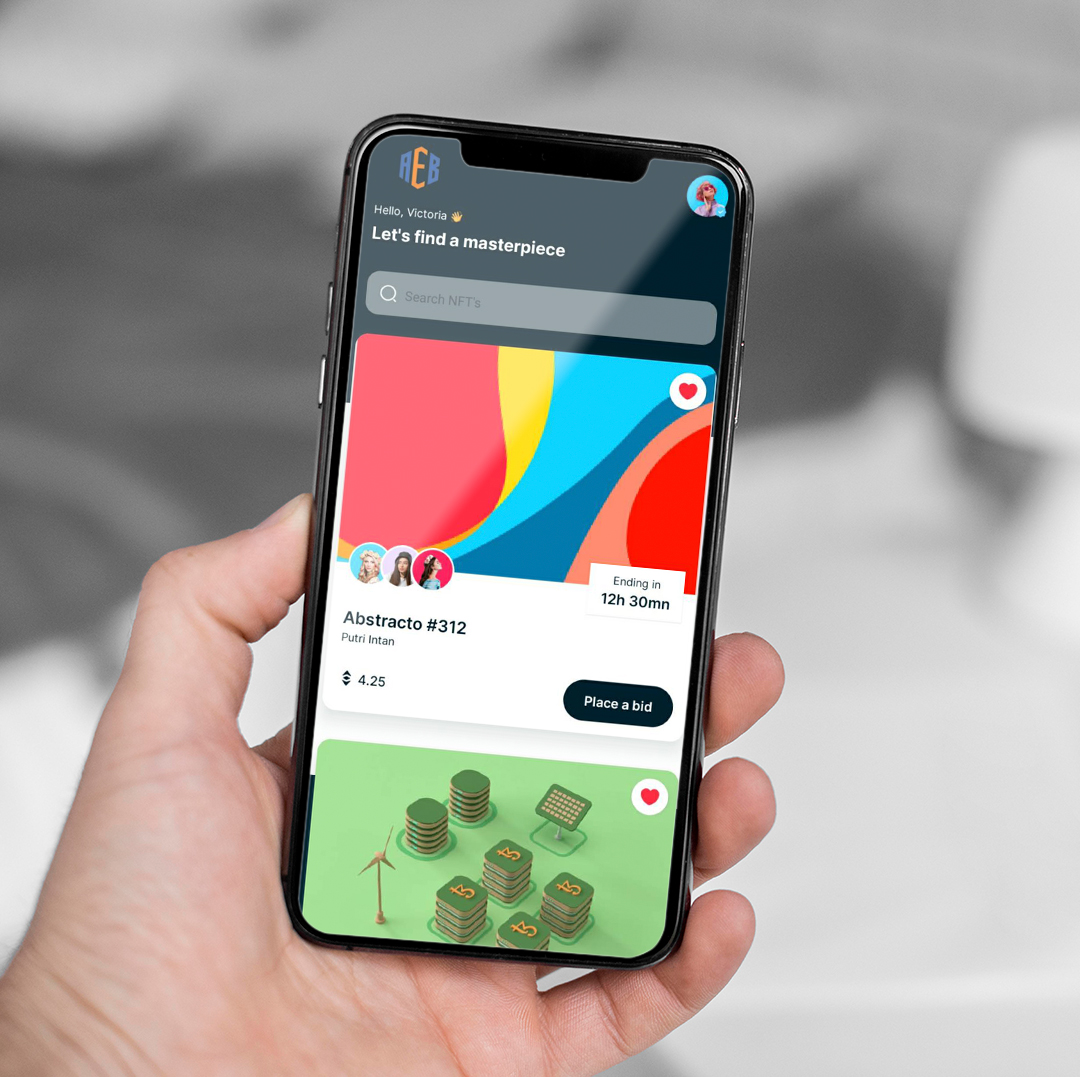 AEB
Hello, Victoria 👋
Let's find a masterpiece
Search NFT's
Ending in
12h 30mn
Abstracto #312
Putri Intan
4.25
Place a bid